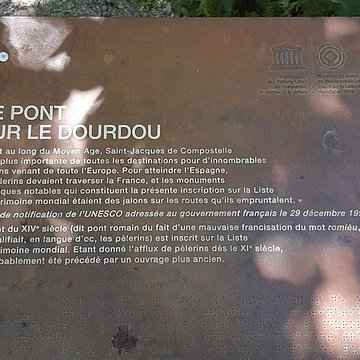 E PONT
UR LE DOURDOU
t au long du Moyen Age, Saint-Jacques de Compostelle
plus importante de toutes les destinations pour d'innombrables
ns venant de toute l'Europe. Pour atteindre l'Espagne,
lerins devaient traverser la France, et les monuments
iques notables qui constituent la présente inscription sur la Liste
rimoine mondial étaient des jalons sur les routes qu'ils empruntaient. »
de notification de l'UNESCO adressée au gouvernement français le 29 décembre 19
t du XIVe siècle (dit pont romain du fait d'une mauvaise francisation du mot romièu,
alifiait, en langue d'oc, les pèlerins) est inscrit sur la Liste
imoine mondial. Etant donné l'afflux de pèlerins dès le XIe siècle,
obablement été précédé par un ouvrage plus ancien.